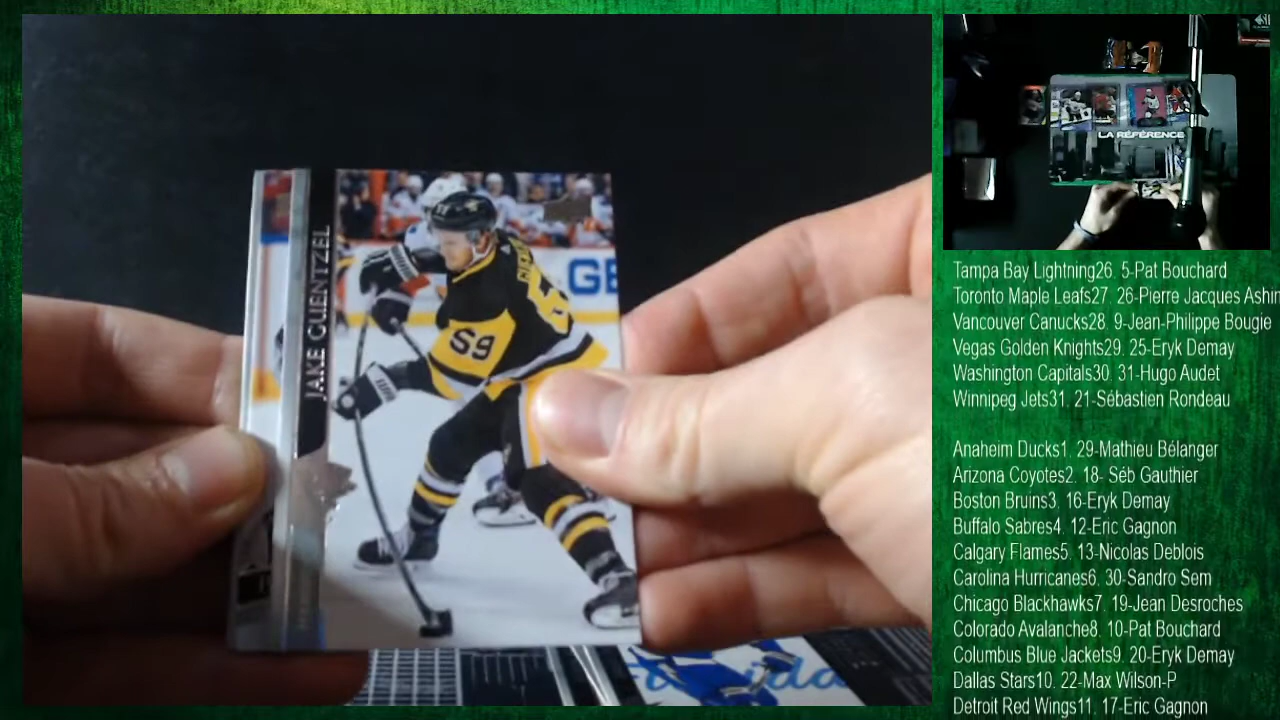 JAKE GUENTZEL
59
GE
LA RÉFÉRENCE
Florida
Tampa Bay Lightning26. 5-Pat Bouchard
Toronto Maple Leafs27. 26-Pierre Jacques Ashin
Vancouver Canucks28. 9-Jean-Philippe Bougie
Vegas Golden Knights29. 25-Eryk Demay
Washington Capitals30. 31-Hugo Audet
Winnipeg Jets31. 21-Sébastien Rondeau
Anaheim Ducks1. 29-Mathieu Bélanger
Arizona Coyotes2. 18- Séb Gauthier
Boston Bruins3. 16-Eryk Demay
Buffalo Sabres4. 12-Eric Gagnon
Calgary Flames5. 13-Nicolas Deblois
Carolina Hurricanes6. 30-Sandro Sem
Chicago Blackhawks7. 19-Jean Desroches
Colorado Avalanche8. 10-Pat Bouchard
Columbus Blue Jackets9. 20-Eryk Demay
Dallas Stars10. 22-Max Wilson-P
Detroit Red Wings11. 17-Eric Gagnon